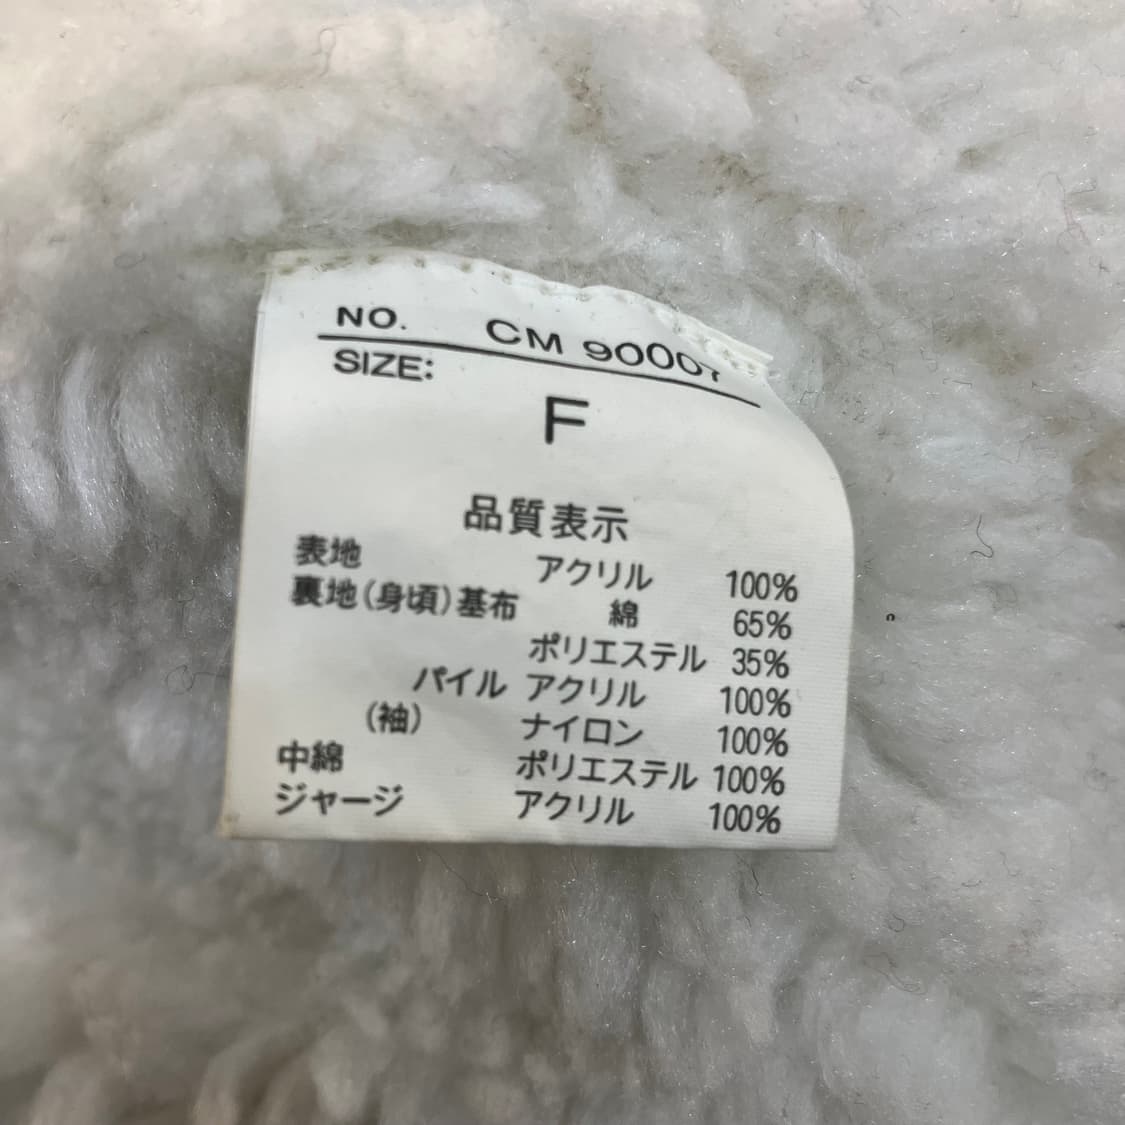 NO. CM 90007
SIZE:
F
品質表示
表地 アクリル 100%
裏地(身頃)基布 綿 65%
ポリエステル 35%
パイル アクリル 100%
(袖) ナイロン 100%
中綿 ポリエステル 100%
ジャージ アクリル 100%